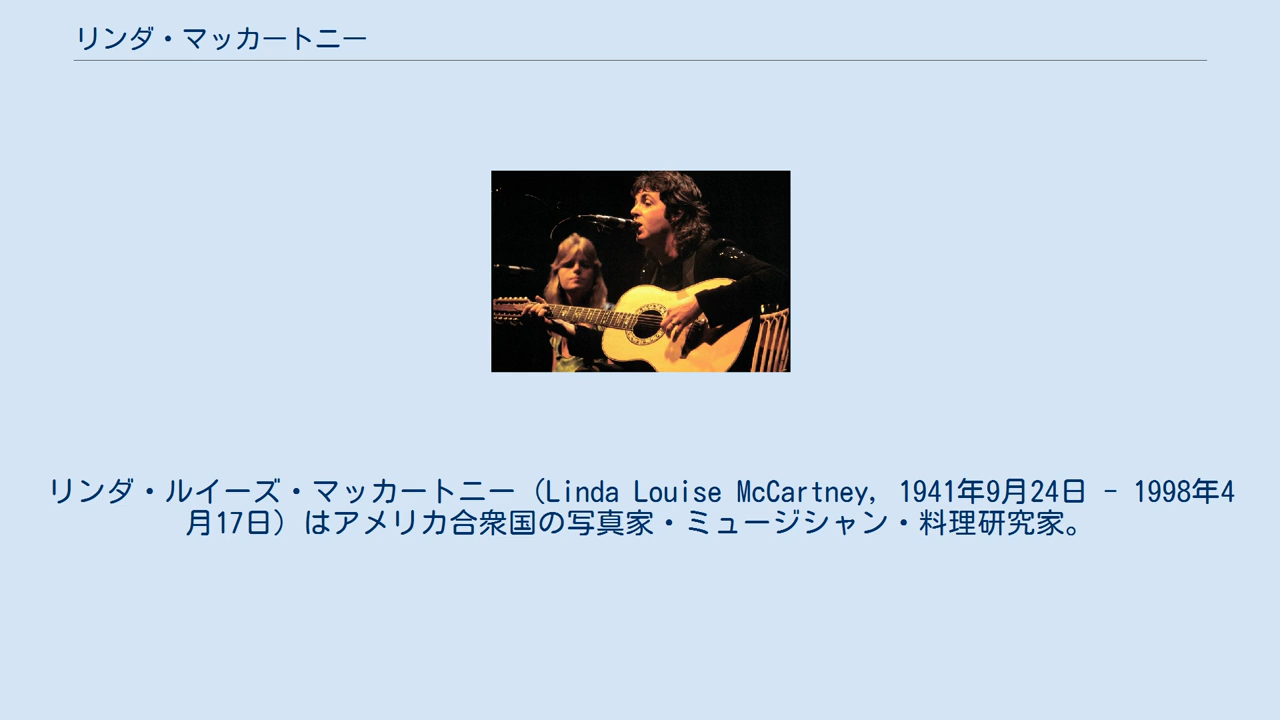 リンダ・マッカートニー
リンダ・ルイーズ・マッカートニー（Linda Louise McCartney, 1941年9月24日 - 1998年4
月17日）はアメリカ合衆国の写真家・ミュージシャン・料理研究家。